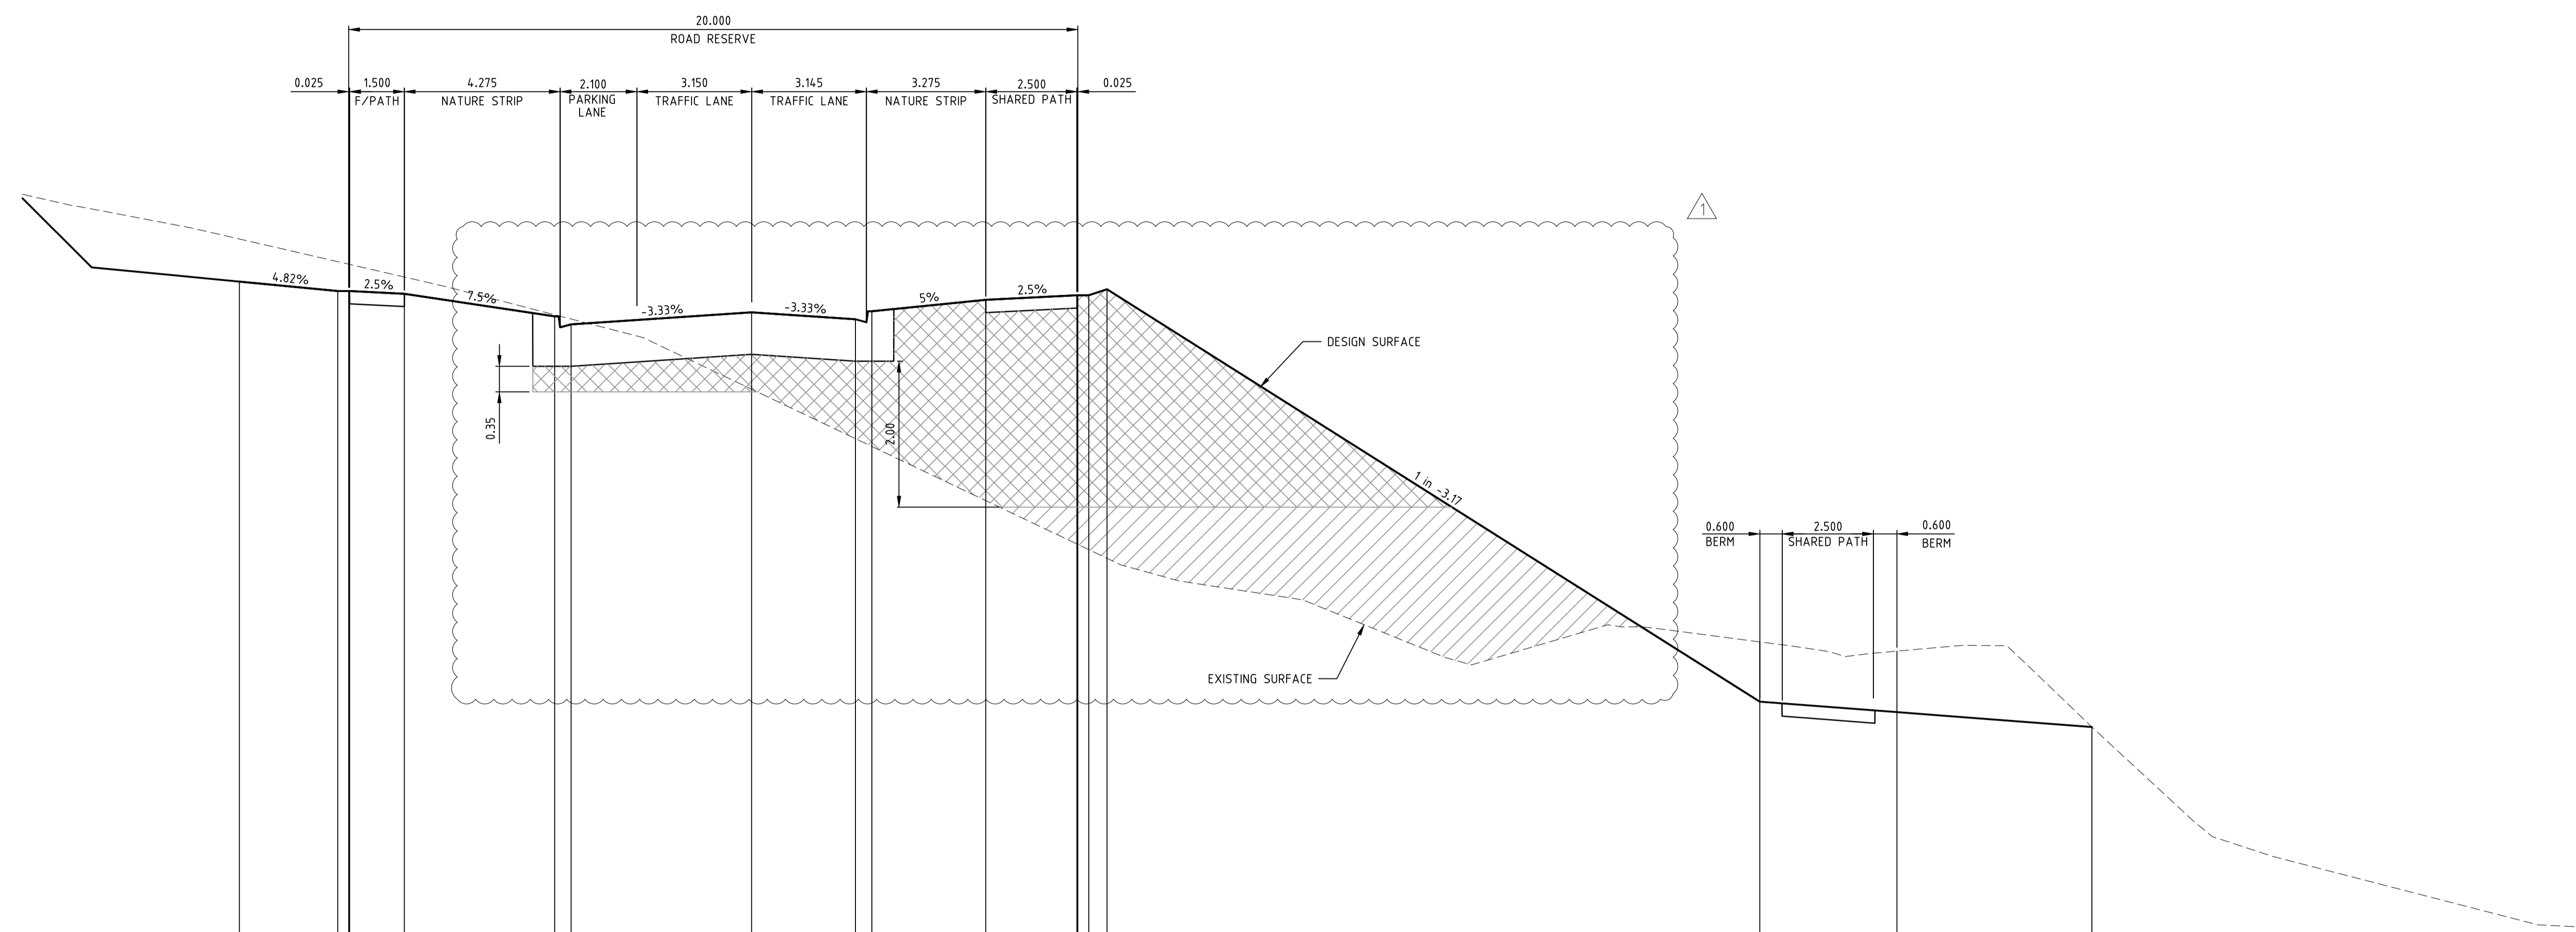 20.000
ROAD RESERVE
0.025
1.500
4.275
2.100
3.150
3.145
3.275
2.500
0.025
F/PATH
NATURE STRIP
PARKING
LANE
TRAFFIC LANE
TRAFFIC LANE
NATURE STRIP
SHARED PATH
1
4.82%
2.5%
7.5%
-3.33%
-3.33%
5%
2.5%
DESIGN SURFACE
0.35
2.00
1 in -3.17
0.600
BERM
2.500
SHARED PATH
0.600
BERM
EXISTING SURFACE